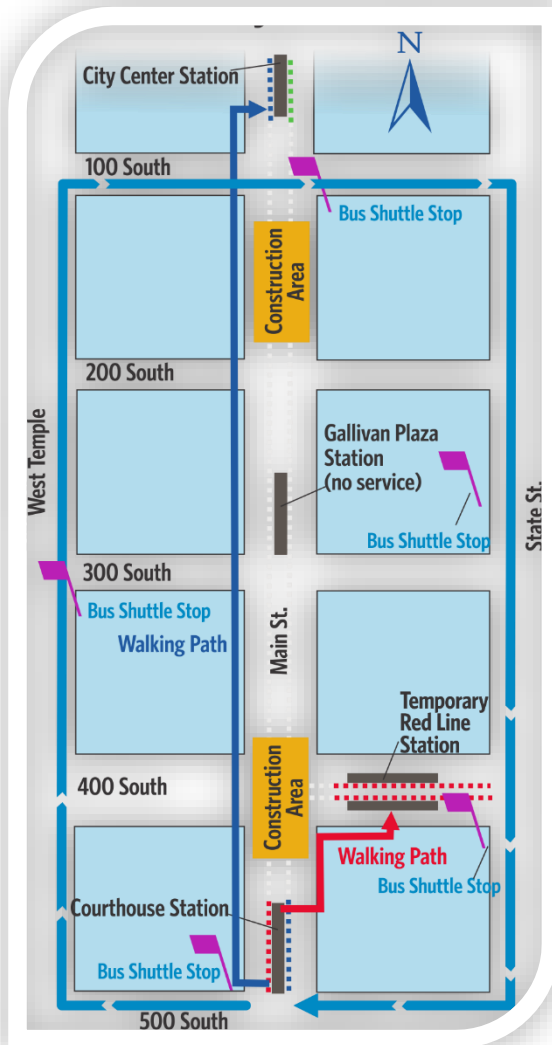 N
City Center Station
100 South
Bus Shuttle Stop
Construction
Area
200 South
West Temple
Gallivan Plaza
Station
(no service)
State St.
Bus Shuttle Stop
300 South
Bus Shuttle Stop
Walking Path
Main St.
Temporary
Red Line
Station
400 South
Construction
Area
Walking Path
Bus Shuttle Stop
Courthouse Station
Bus Shuttle Stop
500 South